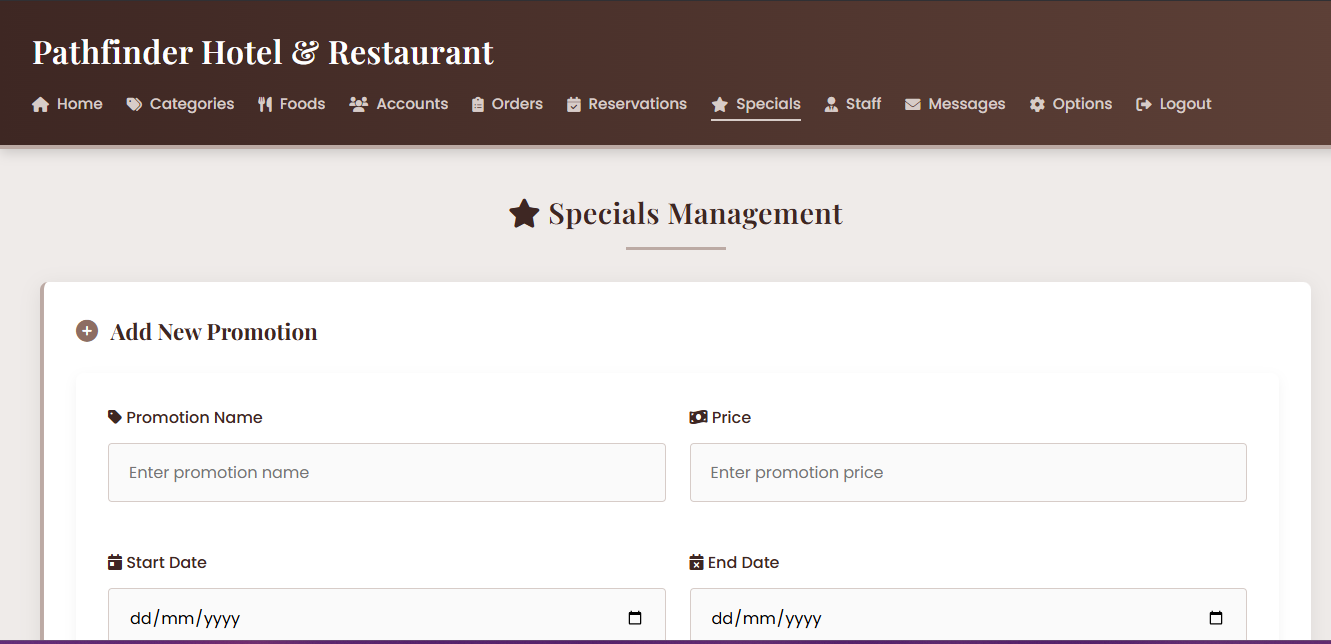 Pathfinder Hotel & Restaurant
Home Categories Foods Accounts Orders Reservations Specials Staff Messages Options Logout
Specials Management
Add New Promotion
Promotion Name Price
Enter promotion name Enter promotion price
Start Date End Date
dd/mm/yyyy dd/mm/yyyy